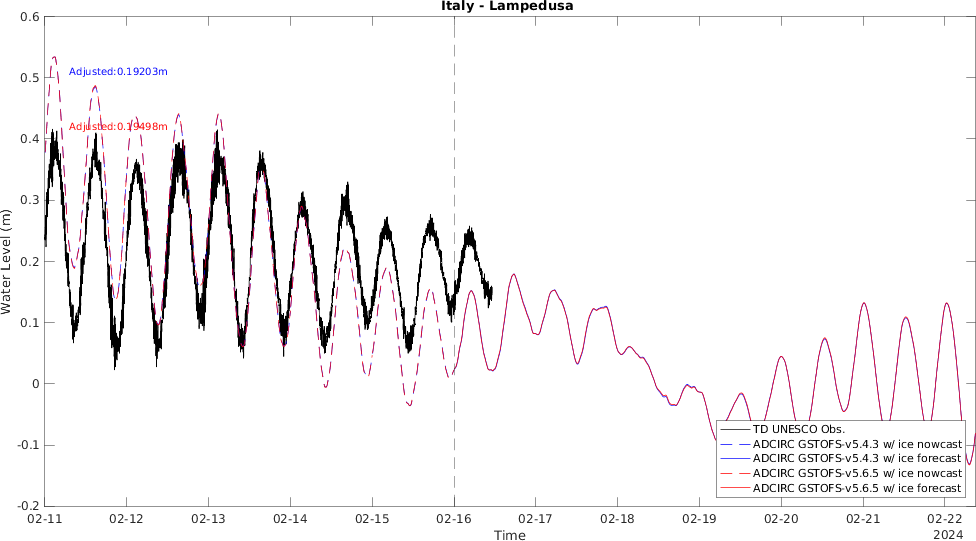 Italy - Lampedusa
Water Level (m)
0.6
0.5
0.4
0.3
0.2
0.1
0
-0.1
-0.2
Adjusted:0.19203m
Adjusted:0.19498m
TD UNESCO Obs.
ADCIRC GSTOFS-v5.4.3 w/ ice nowcast
ADCIRC GSTOFS-v5.4.3 w/ ice forecast
ADCIRC GSTOFS-v5.6.5 w/ ice nowcast
ADCIRC GSTOFS-v5.6.5 w/ ice forecast
02-11 02-12 02-13 02-14 02-15 02-16 02-17 02-18 02-19 02-20 02-21 02-22
2024
Time